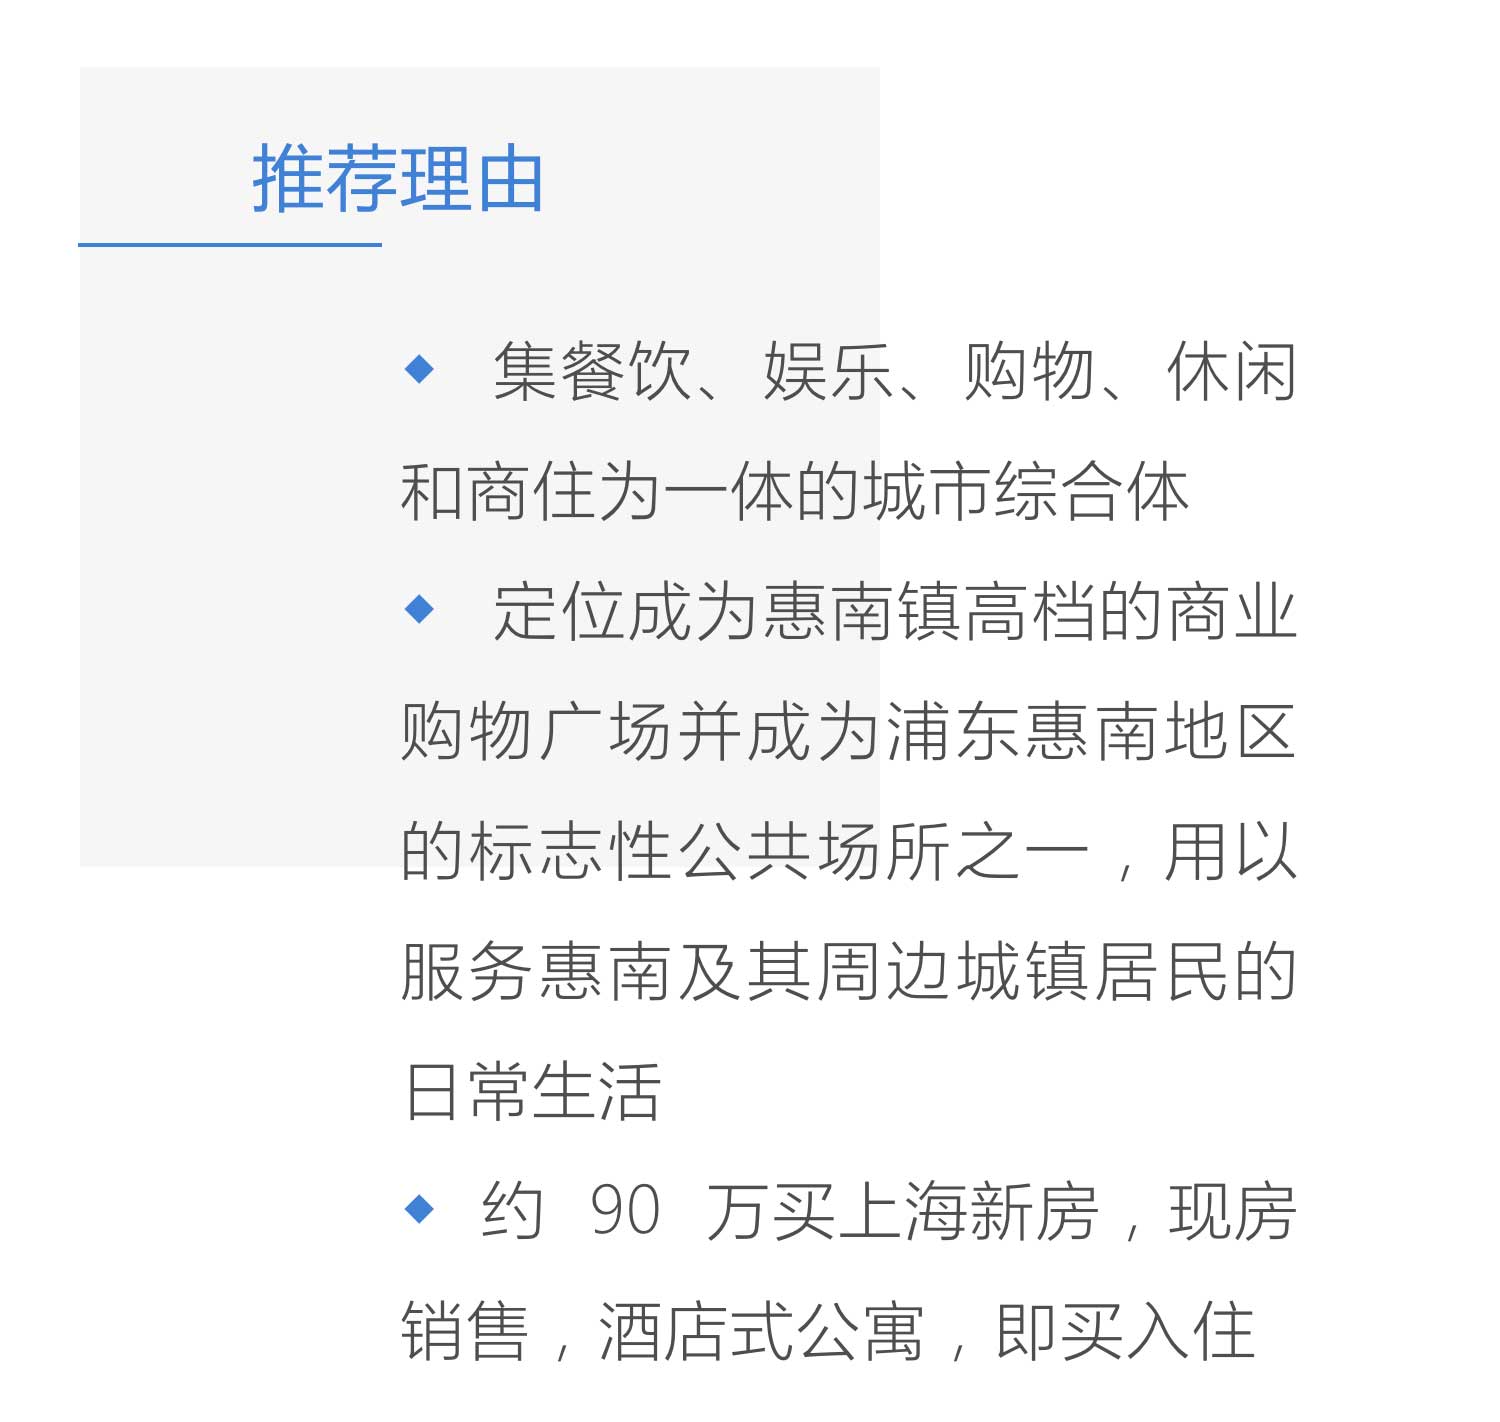 推荐理由
◆ 集餐饮、娱乐、购物、休闲
和商住为一体的城市综合体
◆ 定位成为惠南镇高档的商业
购物广场并成为浦东惠南地区
的标志性公共场所之一，用以
服务惠南及其周边城镇居民的
日常生活
◆ 约 90 万买上海新房，现房
销售，酒店式公寓，即买入住